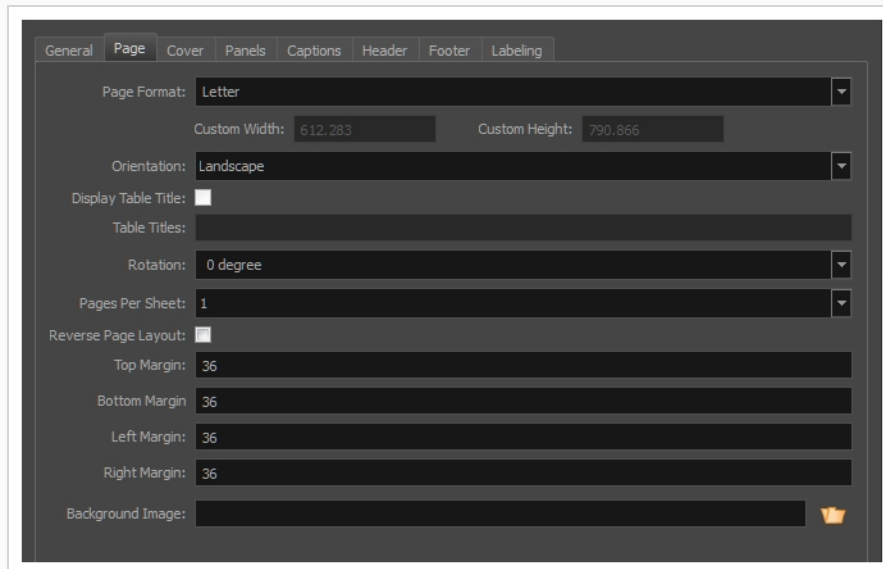 General Page Cover Panels Captions Header Footer Labeling
Page Format: Letter
Custom Width: 612.283 Custom Height: 790.866
Orientation: Landscape
Display Table Title:
Table Titles:
Rotation: 0 degree
Pages Per Sheet: 1
Reverse Page Layout:
Top Margin: 36
Bottom Margin 36
Left Margin: 36
Right Margin: 36
Background Image: